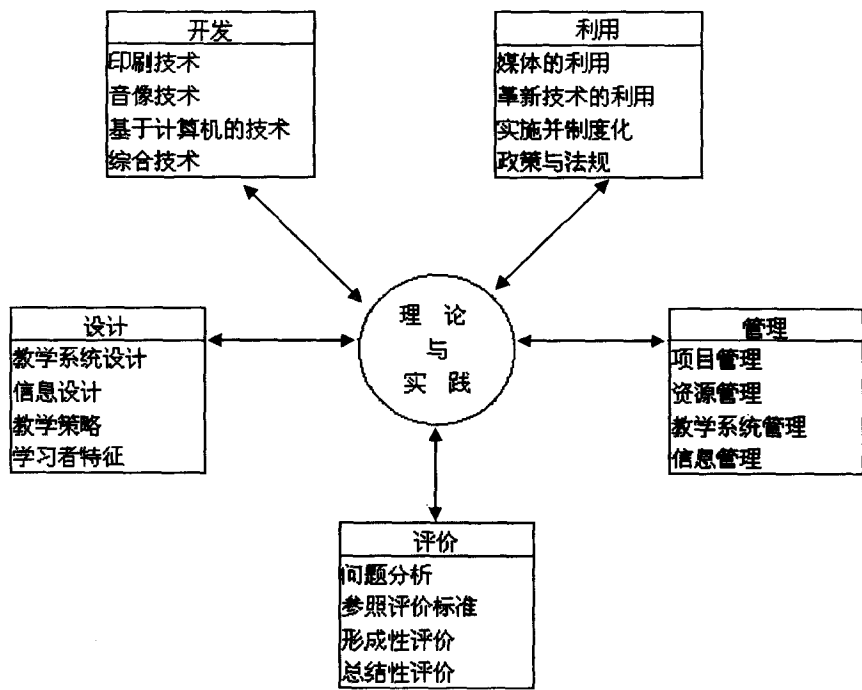 开发
印刷技术
音像技术
基于计算机的技术
综合技术
利用
媒体的利用
革新技术的利用
实施并制度化
政策与法规
设计
教学系统设计
信息设计
教学策略
学习者特征
理 论
与
实 践
管理
项目管理
资源管理
教学系统管理
信息管理
评价
问题分析
参照评价标准
形成性评价
总结性评价